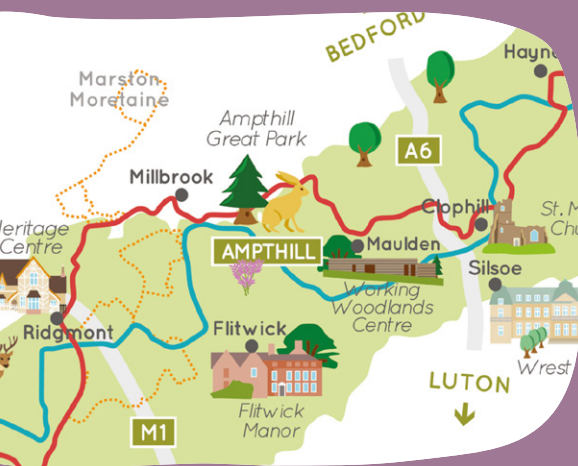 BEDFORD
Hayne
Marston
Moretaine
Ampthill
Great Park
A6
Millbrook
Clophill
St. M
Chu
Heritage
Centre
AMPTHILL
Maulden
Silsoe
Working
Woodlands
Centre
Ridgmont
Flitwick
Wrest
LUTON
Flitwick
Manor
M1